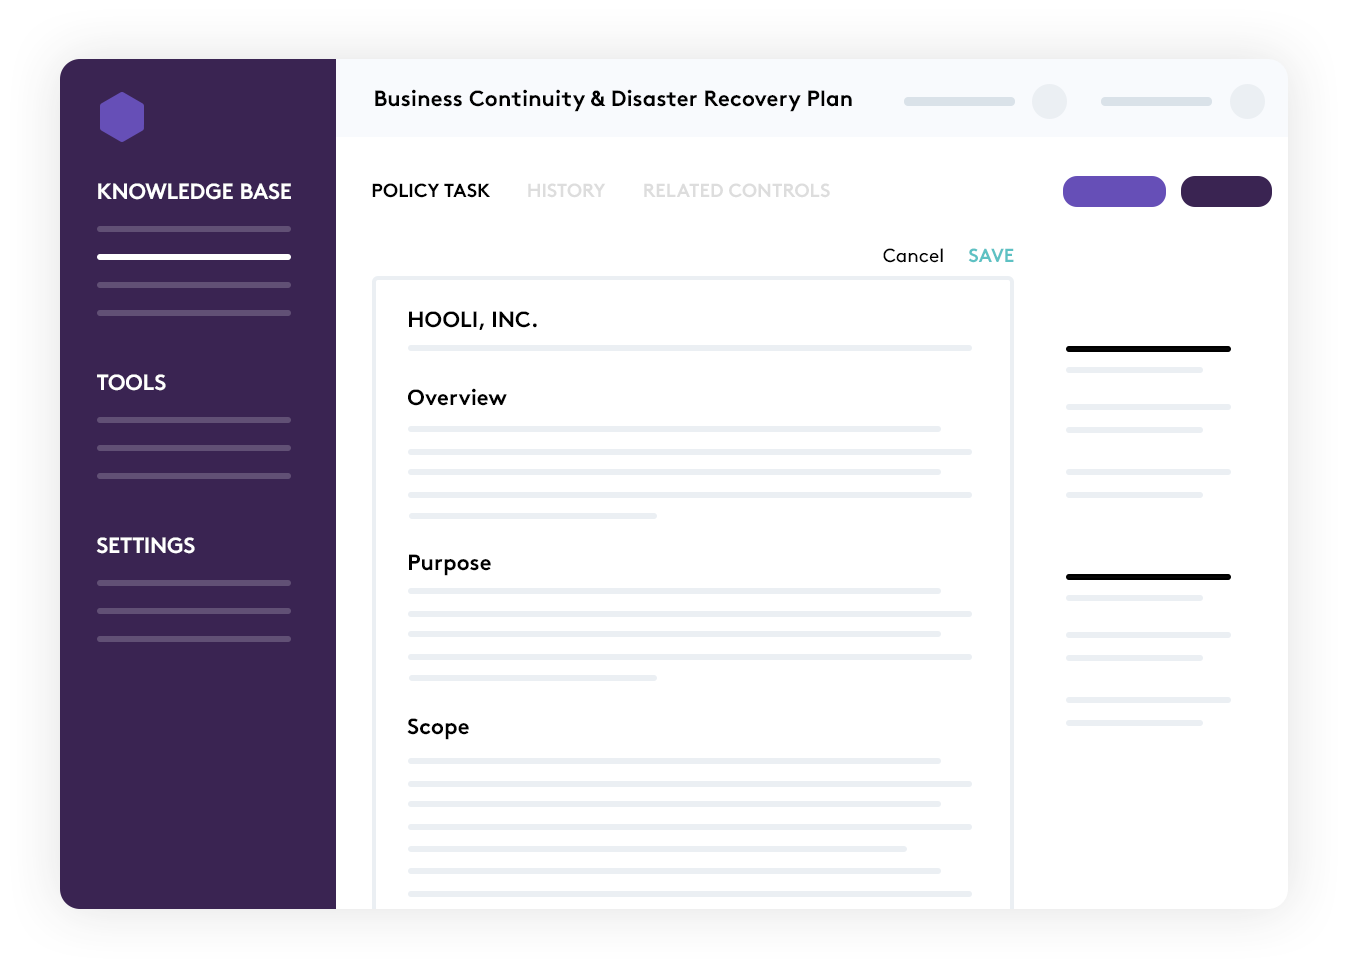 KNOWLEDGE BASE
TOOLS
SETTINGS
Business Continuity & Disaster Recovery Plan
POLICY TASK
HISTORY
RELATED CONTROLS
Cancel
SAVE
HOOLI, INC.
Overview
Purpose
Scope